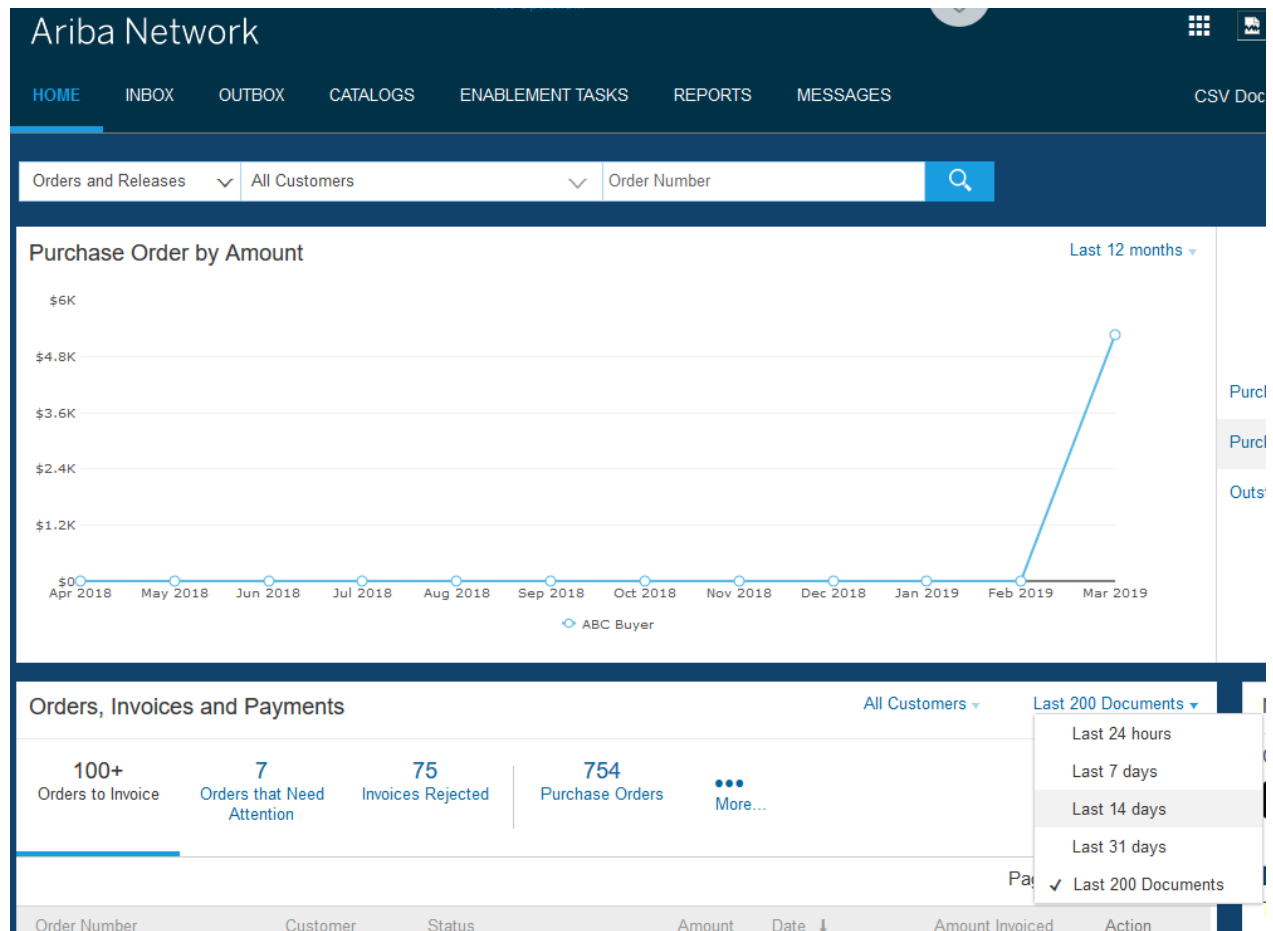 Ariba Network
HOME INBOX OUTBOX CATALOGS ENABLEMENT TASKS REPORTS MESSAGES CSV Doc
Orders and Releases All Customers Order Number
Purchase Order by Amount Last 12 months
$6K
$4.8K
$3.6K
$2.4K
$1.2K
$0
Apr 2018 May 2018 Jun 2018 Jul 2018 Aug 2018 Sep 2018 Oct 2018 Nov 2018 Dec 2018 Jan 2019 Feb 2019 Mar 2019
ABC Buyer
Purch
Purch
Outst
Orders, Invoices and Payments All Customers Last 200 Documents
Last 24 hours
Last 7 days
Last 14 days
Last 31 days
✓ Last 200 Documents
100+ 7 75 754
Orders to Invoice Orders that Need Invoices Rejected Purchase Orders More...
Attention
Pa
Order Number Customer Status Amount Date ↓ Amount Invoiced Action